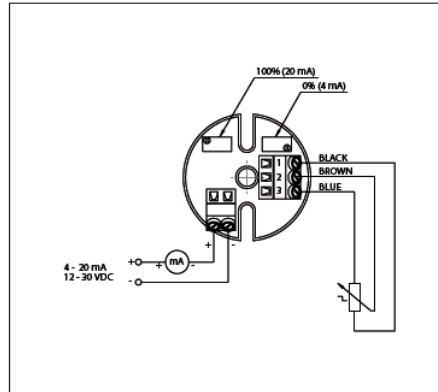 100% (20 mA)
0% (4 mA)
1 BLACK
2 BROWN
3 BLUE
+ -
4 - 20 mA
12 - 30 VDC
+ + mA -
-